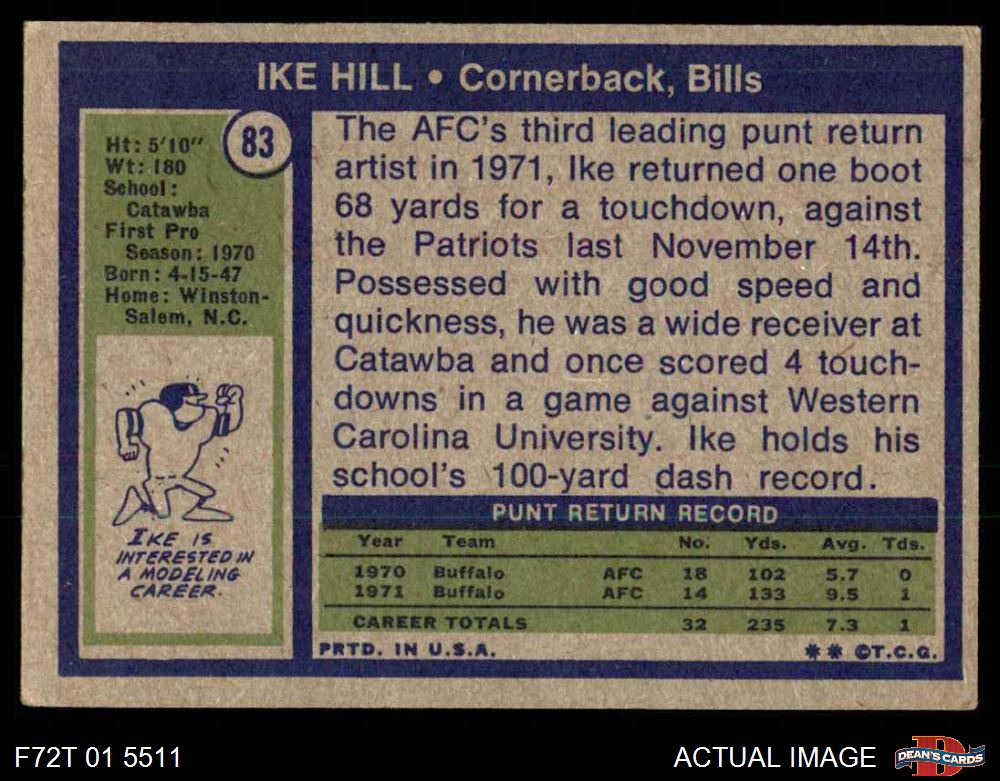 IKE HILL • Cornerback, Bills
83
Ht: 5'10"
Wt: 180
School:
Catawba
First Pro
Season: 1970
Born: 4-15-47
Home: Winston-
Salem, N.C.
IKE IS
INTERESTED IN
A MODELING
CAREER.
The AFC's third leading punt return
artist in 1971, Ike returned one boot
68 yards for a touchdown, against
the Patriots last November 14th.
Possessed with good speed and
quickness, he was a wide receiver at
Catawba and once scored 4 touch-
downs in a game against Western
Carolina University. Ike holds his
school's 100-yard dash record.
PUNT RETURN RECORD
Year Team No. Yds. Avg. Tds.
1970 Buffalo AFC 18 102 5.7 0
1971 Buffalo AFC 14 133 9.5 1
CAREER TOTALS 32 235 7.3 1
PRTD. IN U.S.A. ** ©T.C.G.
F72T 01 5511
ACTUAL IMAGE
D
DEAN'S CARDS